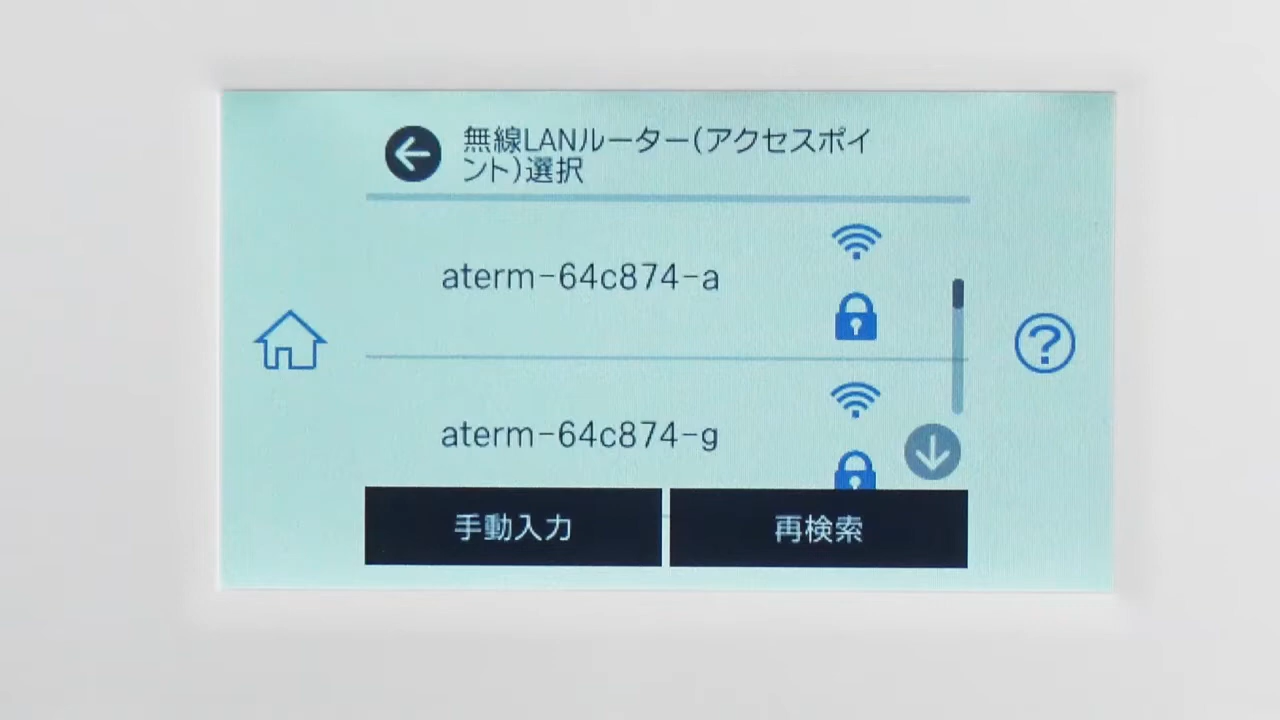 無線LANルーター(アクセスポイ
ント)選択
aterm-64c874-a
aterm-64c874-g
手動入力
再検索